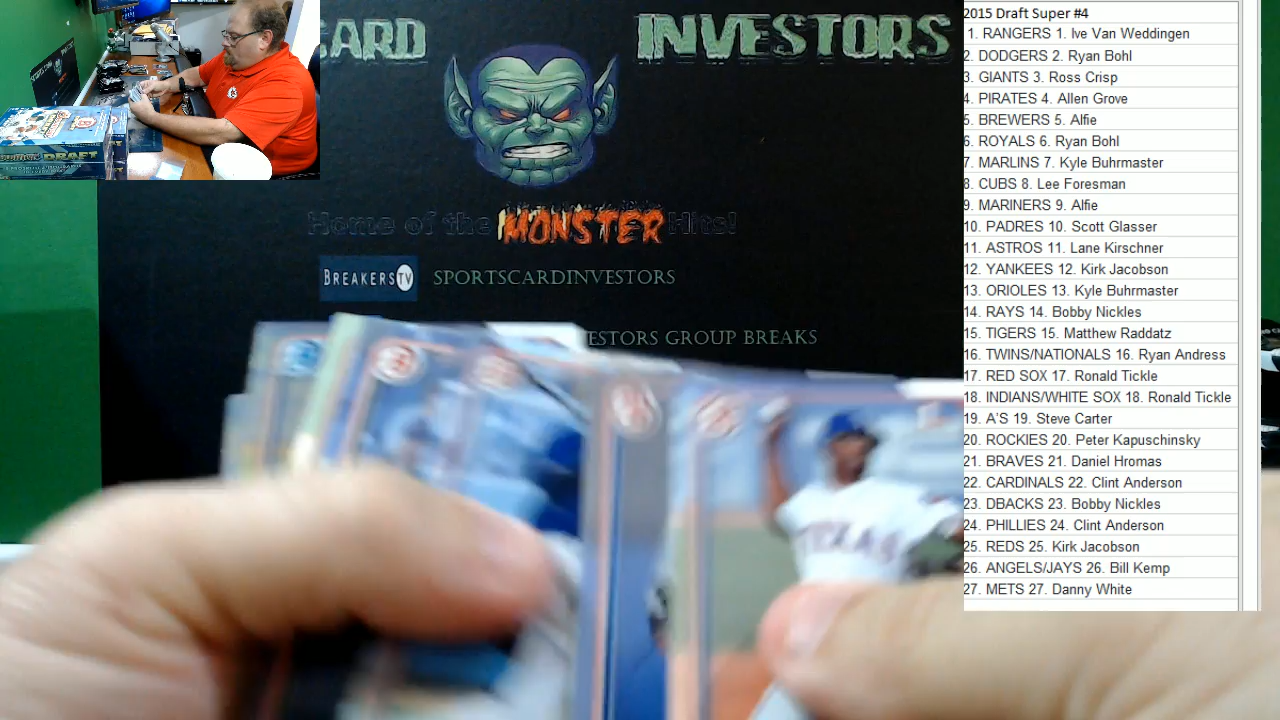 CARD INVESTORS
Home of the MONSTER Hits!
BREAKERS TV SPORTSCARDINVESTORS
ESTORS GROUP BREAKS
TEXAS
DRAFT
2015 Draft Super #4
1. RANGERS 1. Ive Van Weddingen
2. DODGERS 2. Ryan Bohl
3. GIANTS 3. Ross Crisp
4. PIRATES 4. Allen Grove
5. BREWERS 5. Alfie
6. ROYALS 6. Ryan Bohl
7. MARLINS 7. Kyle Buhrmaster
8. CUBS 8. Lee Foresman
9. MARINERS 9. Alfie
10. PADRES 10. Scott Glasser
11. ASTROS 11. Lane Kirschner
12. YANKEES 12. Kirk Jacobson
13. ORIOLES 13. Kyle Buhrmaster
14. RAYS 14. Bobby Nickles
15. TIGERS 15. Matthew Raddatz
16. TWINS/NATIONALS 16. Ryan Andress
17. RED SOX 17. Ronald Tickle
18. INDIANS/WHITE SOX 18. Ronald Tickle
19. A'S 19. Steve Carter
20. ROCKIES 20. Peter Kapuschinsky
21. BRAVES 21. Daniel Hromas
22. CARDINALS 22. Clint Anderson
23. DBACKS 23. Bobby Nickles
24. PHILLIES 24. Clint Anderson
25. REDS 25. Kirk Jacobson
26. ANGELS/JAYS 26. Bill Kemp
27. METS 27. Danny White